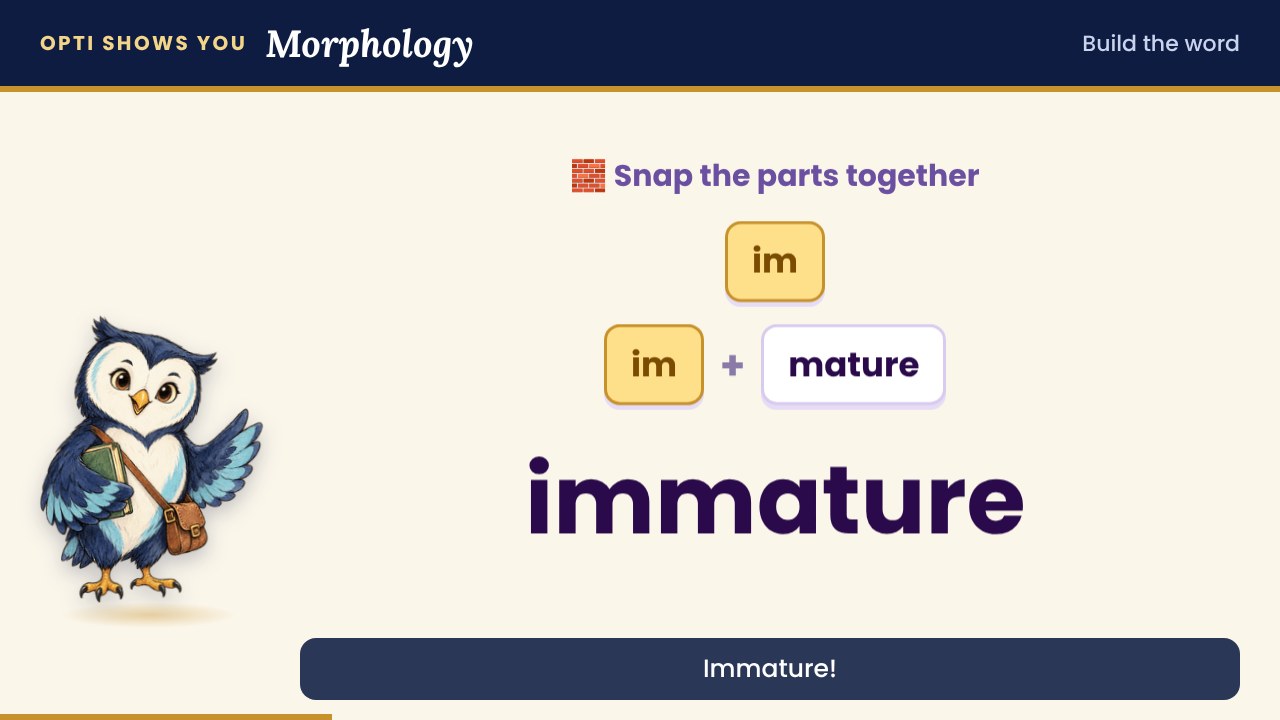 OPTI SHOWS YOU Morphology
Build the word
Snap the parts together
im
im + mature
immature
Immature!